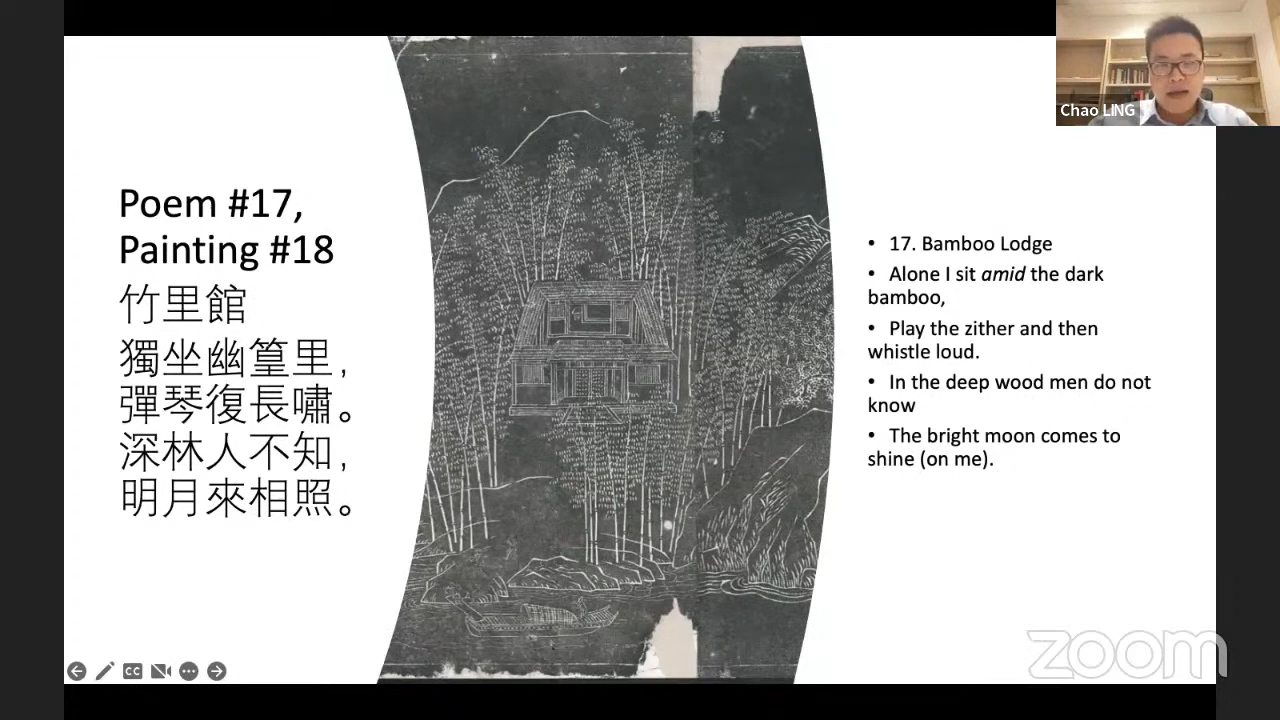 Poem #17,
Painting #18
竹里館
獨坐幽篁里,
彈琴復長嘯。
深林人不知,
明月來相照。
• 17. Bamboo Lodge
• Alone I sit amid the dark
bamboo,
• Play the zither and then
whistle loud.
• In the deep wood men do not
know
• The bright moon comes to
shine (on me).
Chao LING
CC
zoom